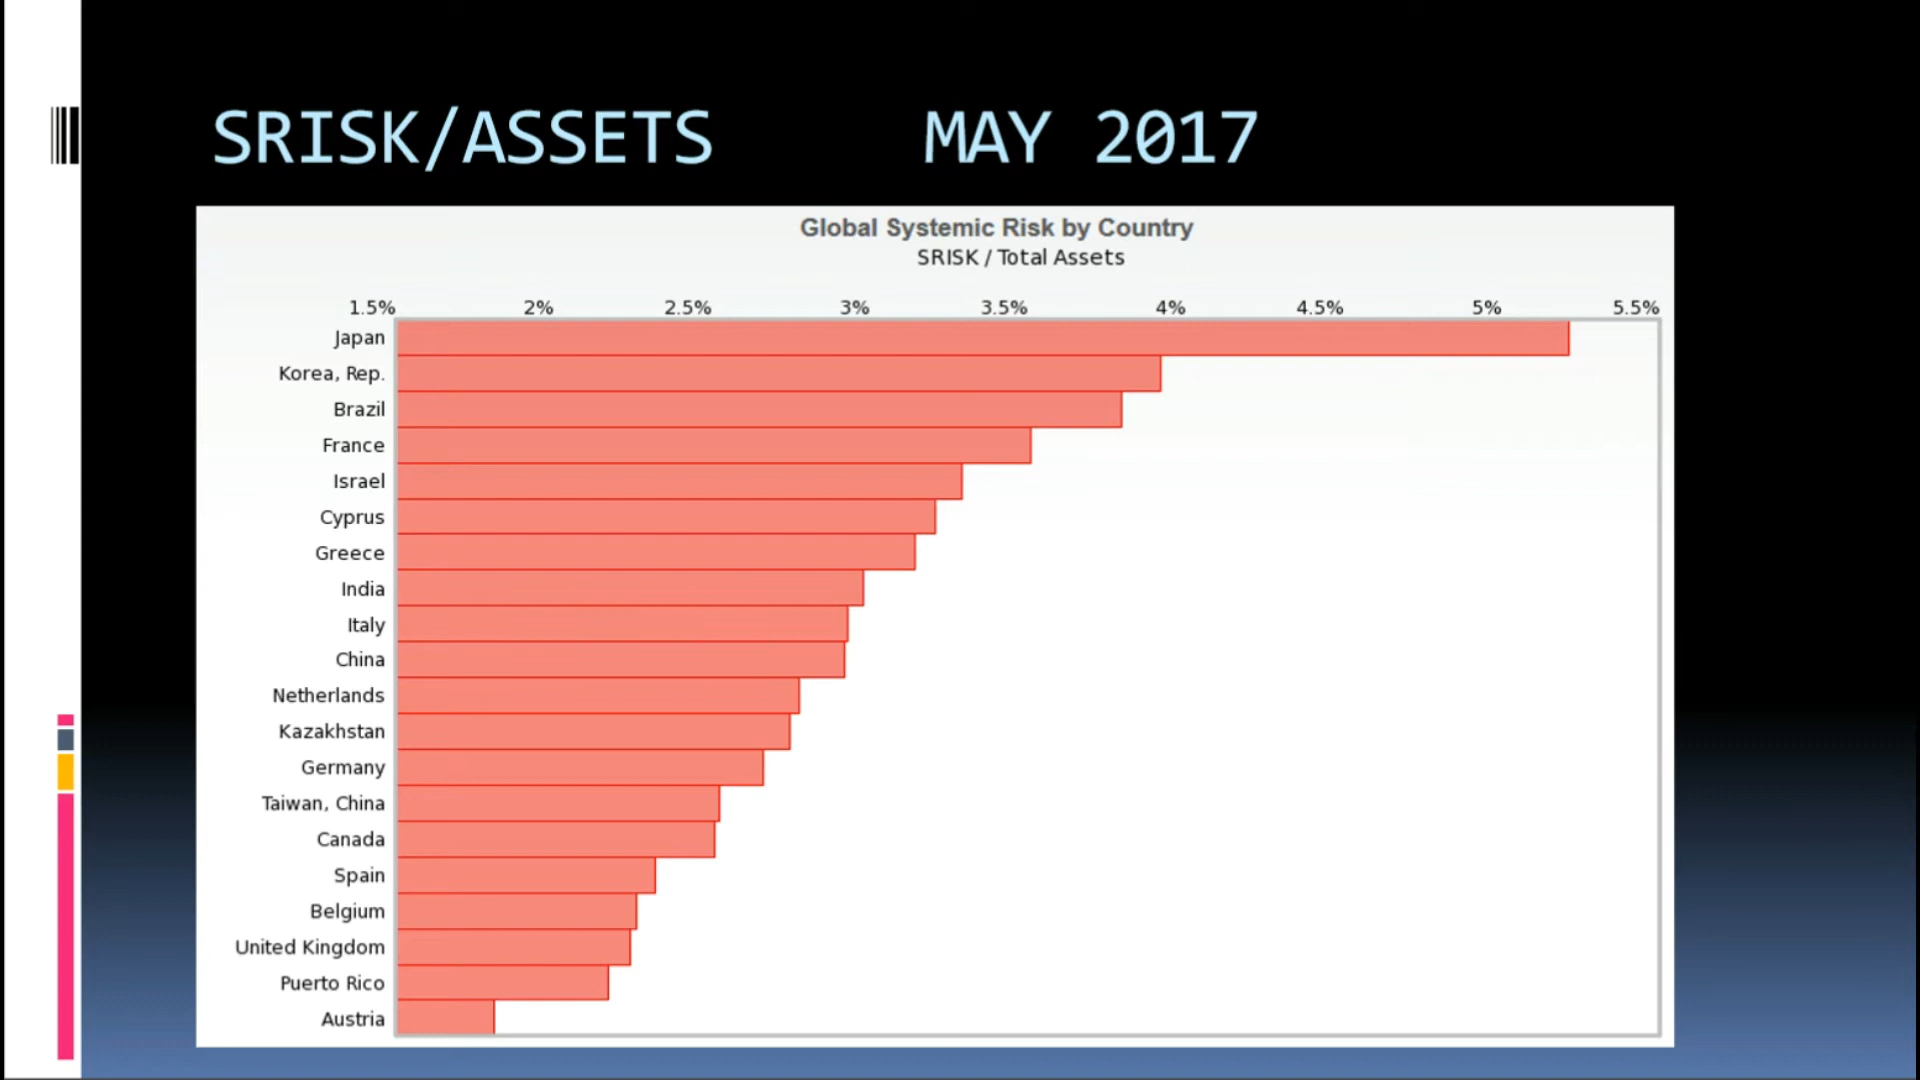 SRISK/ASSETS MAY 2017
Global Systemic Risk by Country
SRISK / Total Assets
1.5% 2% 2.5% 3% 3.5% 4% 4.5% 5% 5.5%
Japan
Korea, Rep.
Brazil
France
Israel
Cyprus
Greece
India
Italy
China
Netherlands
Kazakhstan
Germany
Taiwan, China
Canada
Spain
Belgium
United Kingdom
Puerto Rico
Austria